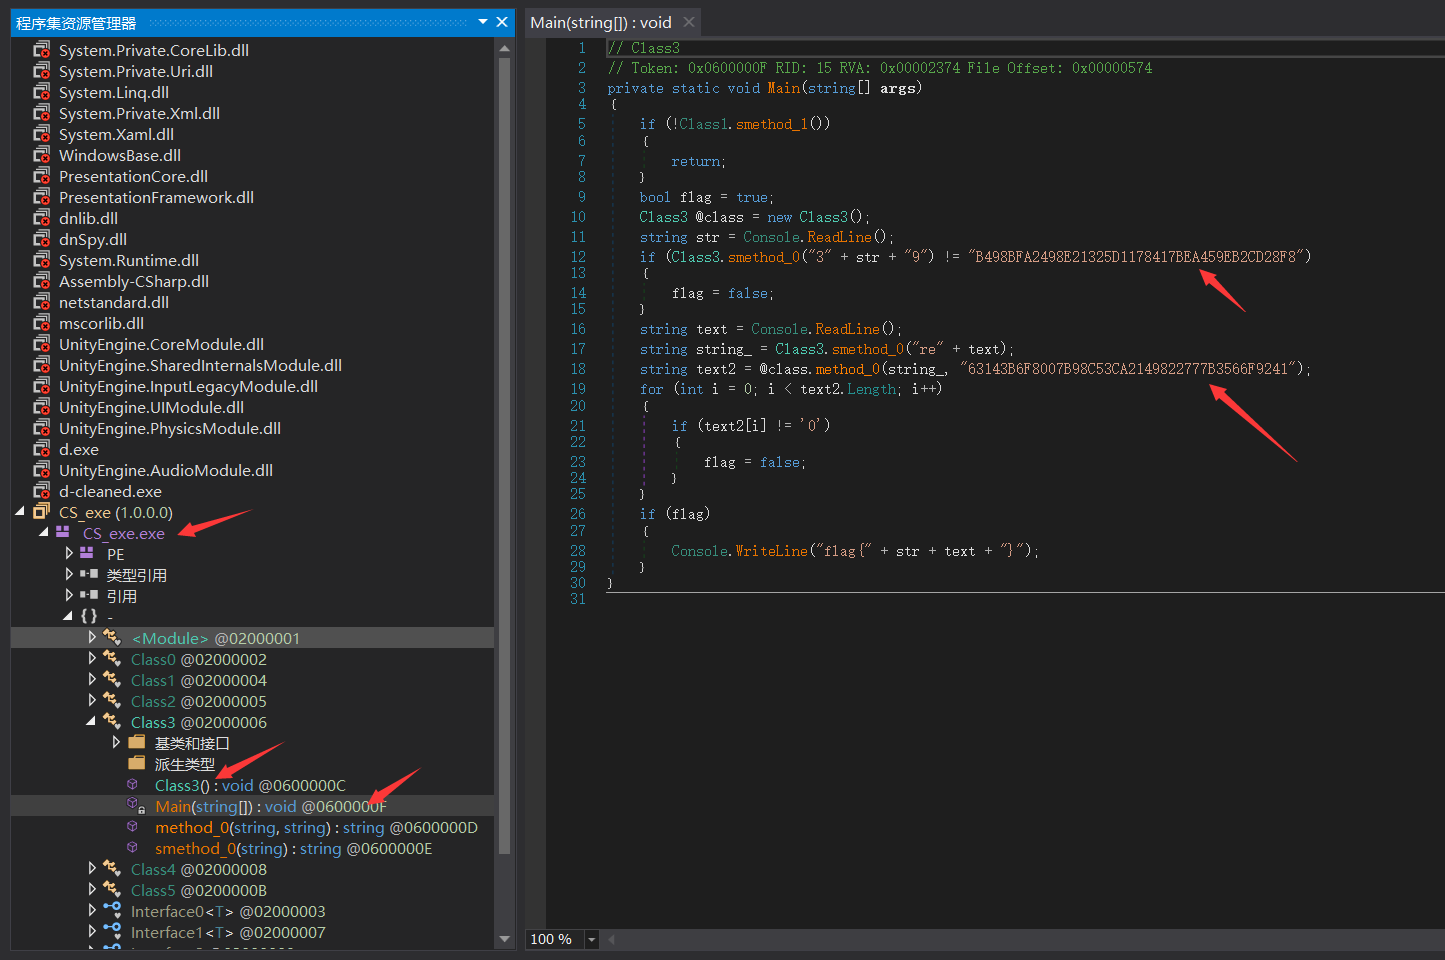 程序集资源管理器
System.Private.CoreLib.dll
System.Private.Uri.dll
System.Linq.dll
System.Private.Xml.dll
System.Xaml.dll
WindowsBase.dll
PresentationCore.dll
PresentationFramework.dll
dnlib.dll
dnSpy.dll
System.Runtime.dll
Assembly-CSharp.dll
netstandard.dll
mscorlib.dll
UnityEngine.CoreModule.dll
UnityEngine.SharedInternalsModule.dll
UnityEngine.InputLegacyModule.dll
UnityEngine.UIModule.dll
UnityEngine.PhysicsModule.dll
d.exe
UnityEngine.AudioModule.dll
d-cleaned.exe
CS_exe (1.0.0.0)
CS_exe.exe
PE
类型引用
引用
{ } -
<Module> @02000001
Class0 @02000002
Class1 @02000004
Class2 @02000005
Class3 @02000006
基类和接口
派生类型
Class3() : void @0600000C
Main(string[]) : void @0600000F
method_0(string, string) : string @0600000D
smethod_0(string) : string @0600000E
Class4 @02000008
Class5 @0200000B
Interface0<T> @02000003
Interface1<T> @02000007
Main(string[]) : void
1 // Class3
2 // Token: 0x0600000F RID: 15 RVA: 0x00002374 File Offset: 0x00000574
3 private static void Main(string[] args)
4 {
5 if (!Class1.smethod_1())
6 {
7 return;
8 }
9 bool flag = true;
10 Class3 @class = new Class3();
11 string str = Console.ReadLine();
12 if (Class3.smethod_0("3" + str + "9") != "B498BFA2498E21325D1178417BEA459EB2CD28F8")
13 {
14 flag = false;
15 }
16 string text = Console.ReadLine();
17 string string_ = Class3.smethod_0("re" + text);
18 string text2 = @class.method_0(string_, "63143B6F8007B98C53CA2149822777B3566F9241");
19 for (int i = 0; i < text2.Length; i++)
20 {
21 if (text2[i] != '0')
22 {
23 flag = false;
24 }
25 }
26 if (flag)
27 {
28 Console.WriteLine("flag{" + str + text + "}");
29 }
30 }
31
100 %